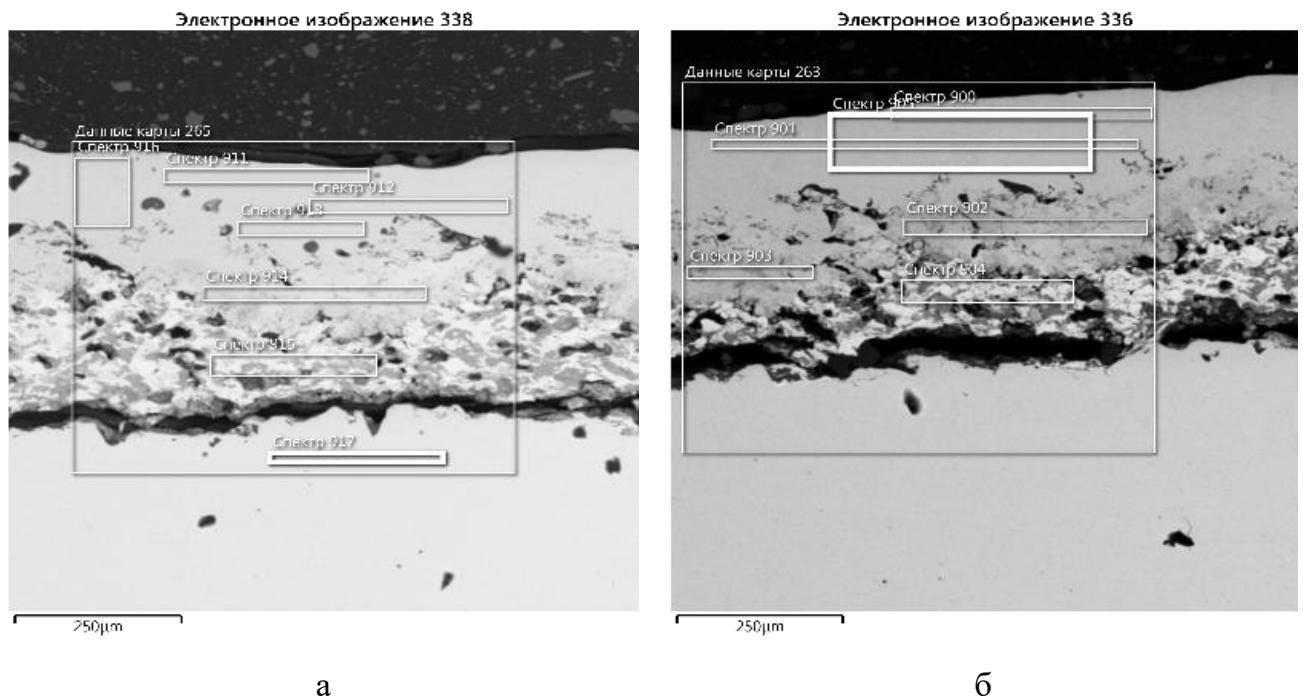 Электронное изображение 338
Данные карты 265
Спектр 916
Спектр 911
Спектр 912
Спектр 913
Спектр 914
Спектр 915
Спектр 917
250μm
а
Электронное изображение 336
Данные карты 263
Спектр 900
Спектр
Спектр 901
Спектр 902
Спектр 903
Спектр 904
250μm
б